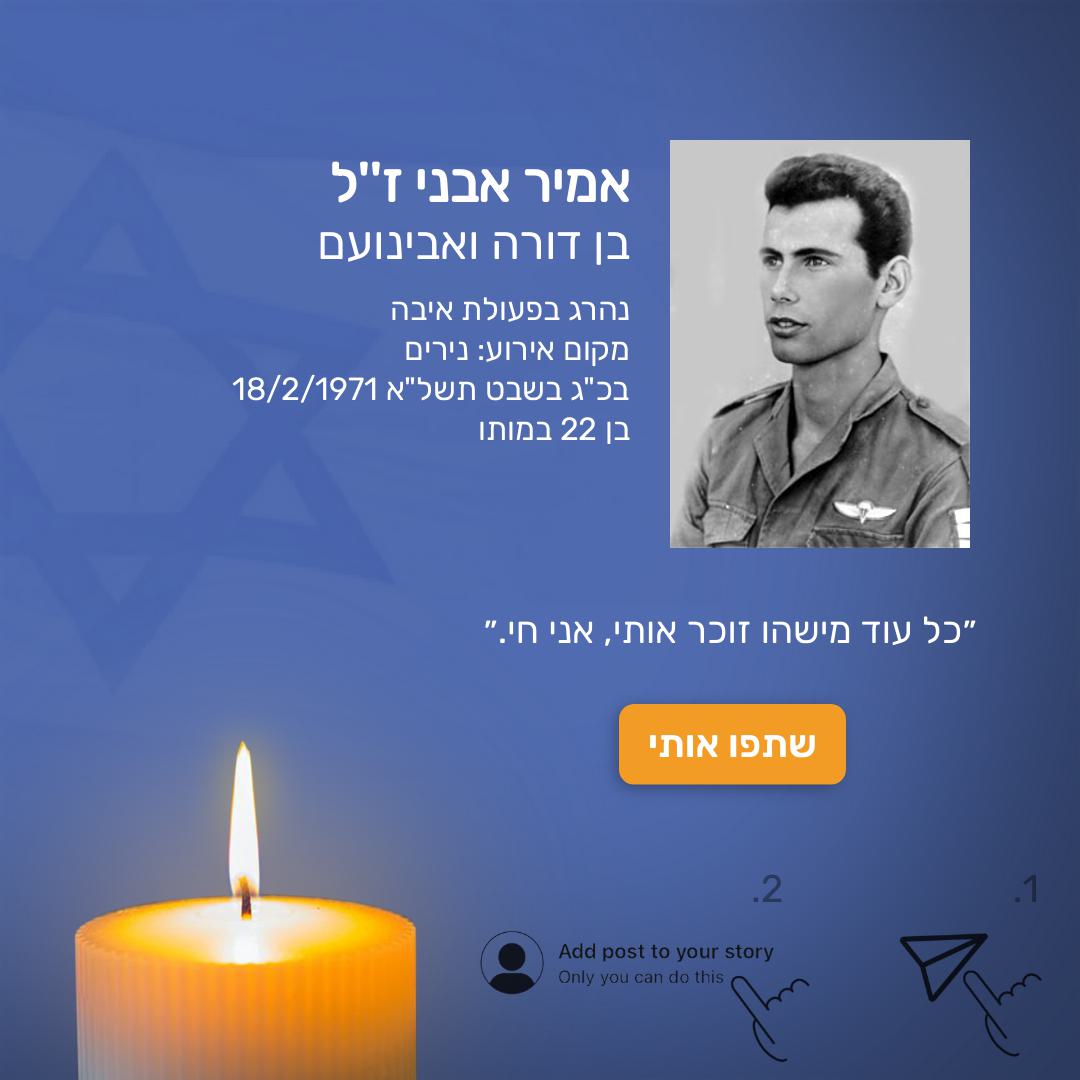 אמיר אבני ז"ל
בן דורה ואבינועם
נהרג בפעולת איבה
מקום אירוע: נירים
בכ"ג בשבט תשל"א 18/2/1971
בן 22 במותו
"כל עוד מישהו זוכר אותי, אני חי."
שתפו אותי
1.
2.
Add post to your story
Only you can do this